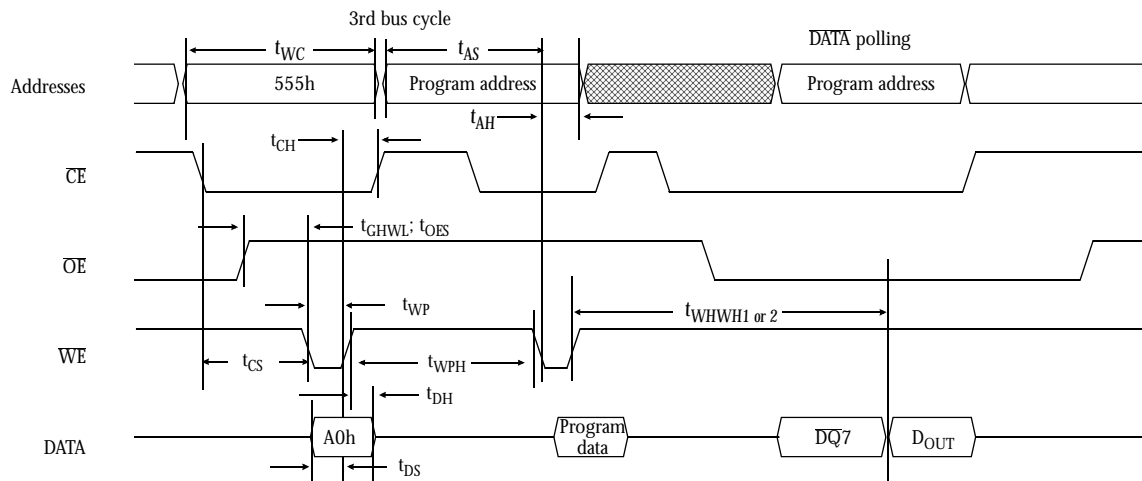 3rd bus cycle
tWC
tAS
DATA polling
Addresses
555h
Program address
Program address
tAH
tCH
CE
tGHWL; tOES
OE
tWP
tWHWH1 or 2
WE
tCS
tWPH
tDH
DATA
A0h
Program
data
DQ7
DOUT
tDS